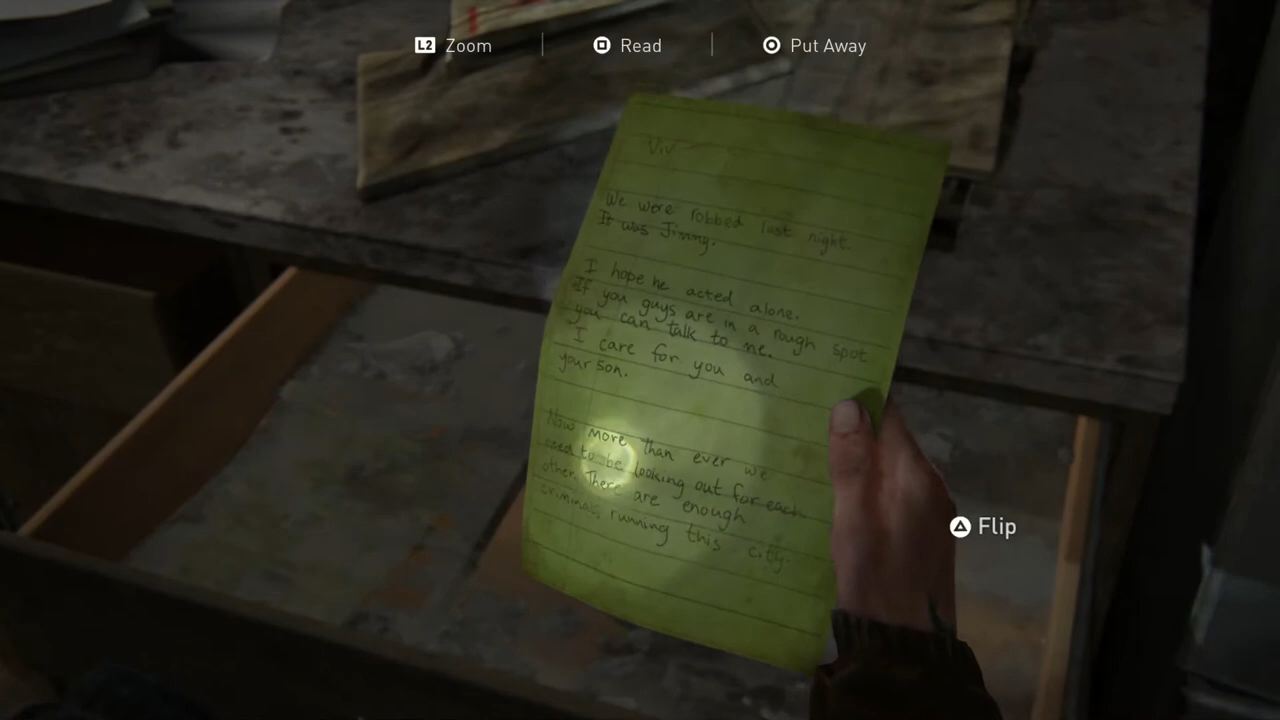 L2 Zoom
Read
Put Away
Viv
We were robbed last night.
It was Jimmy.
I hope he acted alone.
If you guys are in a rough spot
you can talk to me.
I care for you and
your son.
Now more than ever we
need to be looking out for each
other. There are enough
criminals running this city.
Flip